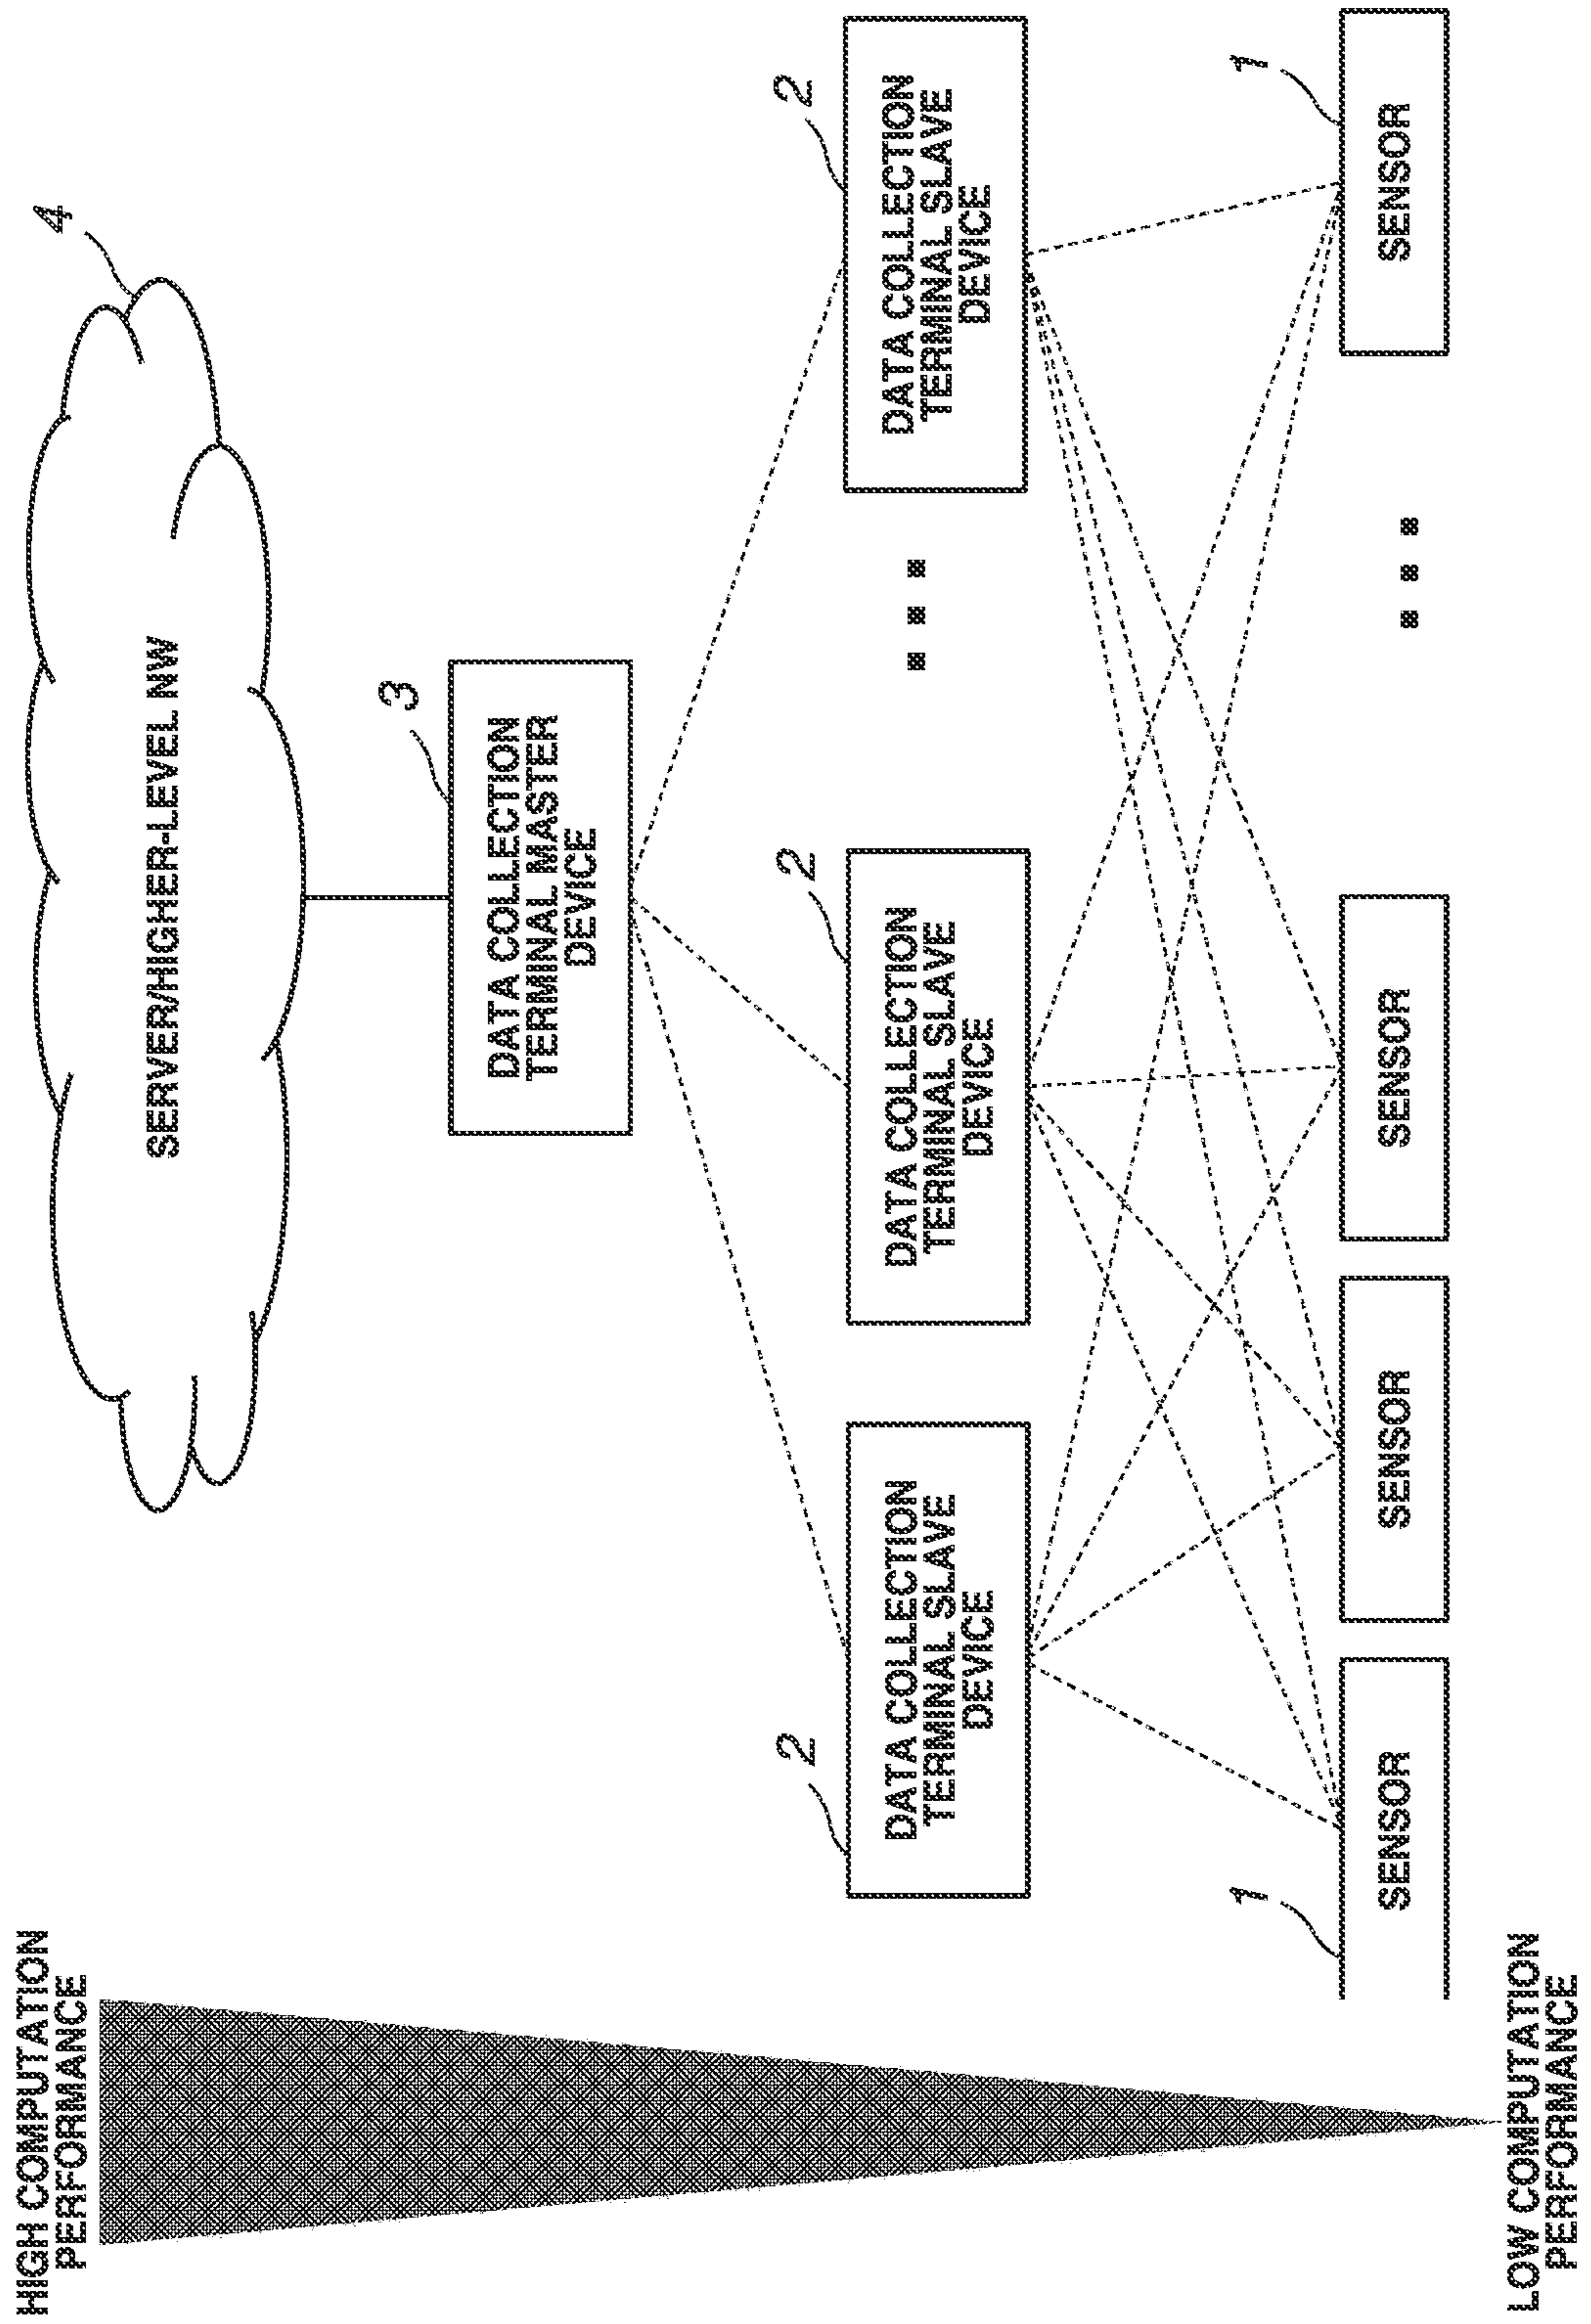 HIGH COMPUTATION
PERFORMANCE
4
SERVER/HIGHER-LEVEL NW
3
DATA COLLECTION
TERMINAL MASTER
DEVICE
2
DATA COLLECTION
TERMINAL SLAVE
DEVICE
2
DATA COLLECTION
TERMINAL SLAVE
DEVICE
2
DATA COLLECTION
TERMINAL SLAVE
DEVICE
1
SENSOR
SENSOR
SENSOR
1
SENSOR
LOW COMPUTATION
PERFORMANCE